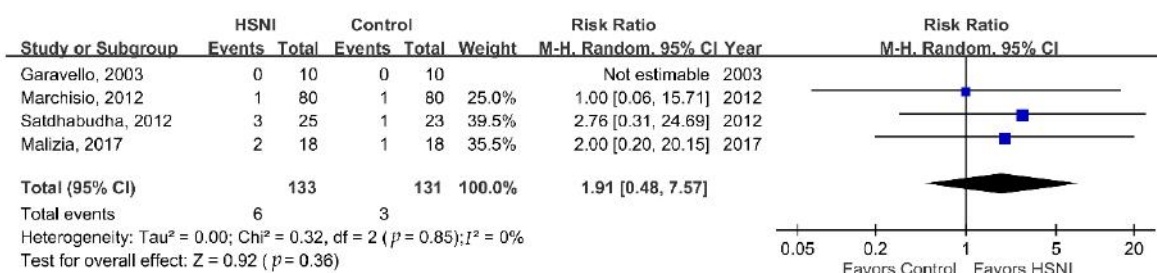 HSNI Control Risk Ratio Risk Ratio
Study or Subgroup Events Total Events Total Weight M-H. Random. 95% CI Year M-H. Random. 95% CI
Garavello, 2003 0 10 0 10 Not estimable 2003
Marchisio, 2012 1 80 1 80 25.0% 1.00 [0.06, 15.71] 2012
Satdhabudha, 2012 3 25 1 23 39.5% 2.76 [0.31, 24.69] 2012
Malizia, 2017 2 18 1 18 35.5% 2.00 [0.20, 20.15] 2017
Total (95% CI) 133 131 100.0% 1.91 [0.48, 7.57]
Total events 6 3
Heterogeneity: Tau² = 0.00; Chi² = 0.32, df = 2 (p = 0.85); I² = 0%
Test for overall effect: Z = 0.92 (p = 0.36)
0.05 0.2 1 5 20
Favors Control Favors HSNI